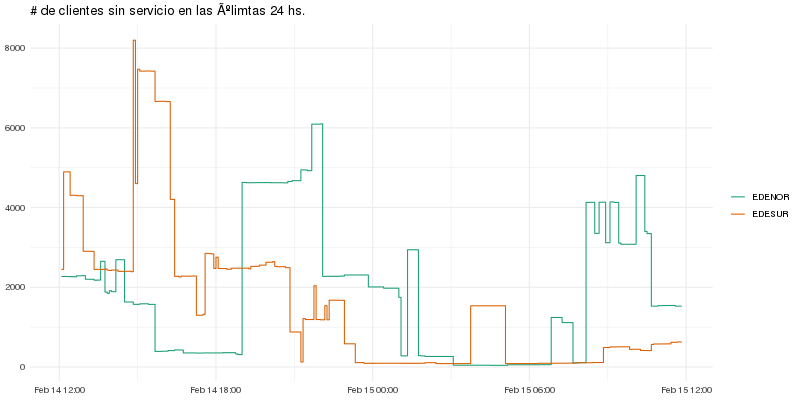 # de clientes sin servicio en las Ãºlimtas 24 hs.
8000
6000
4000
2000
0
Feb 14 12:00
Feb 14 18:00
Feb 15 00:00
Feb 15 06:00
Feb 15 12:00
EDENOR
EDESUR